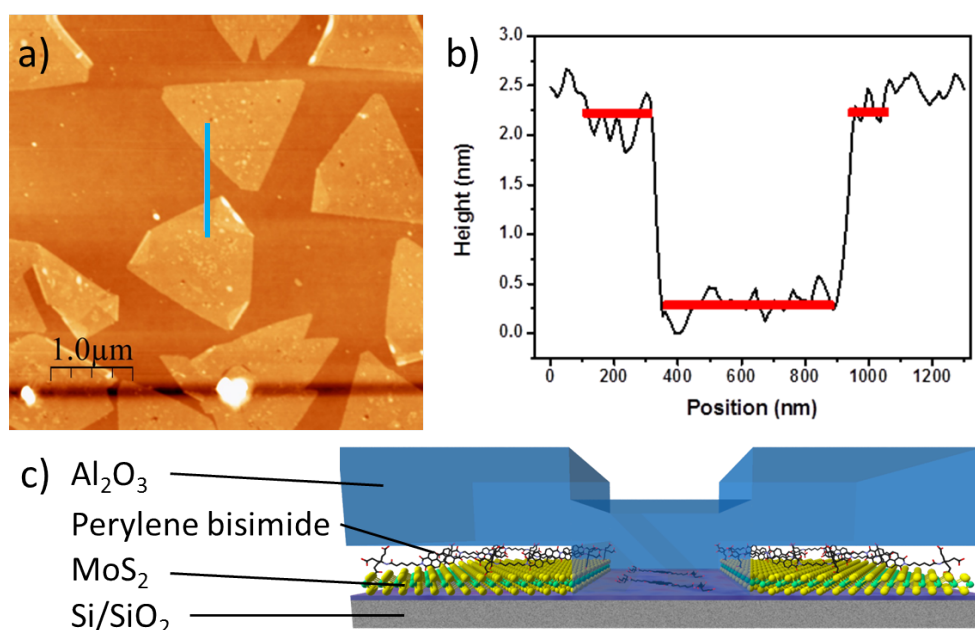 a)
1.0µm
b)
3.0
2.5
2.0
1.5
1.0
0.5
0.0
Height (nm)
0 200 400 600 800 1000 1200
Position (nm)
c)
Al₂O₃
Perylene bisimide
MoS₂
Si/SiO₂